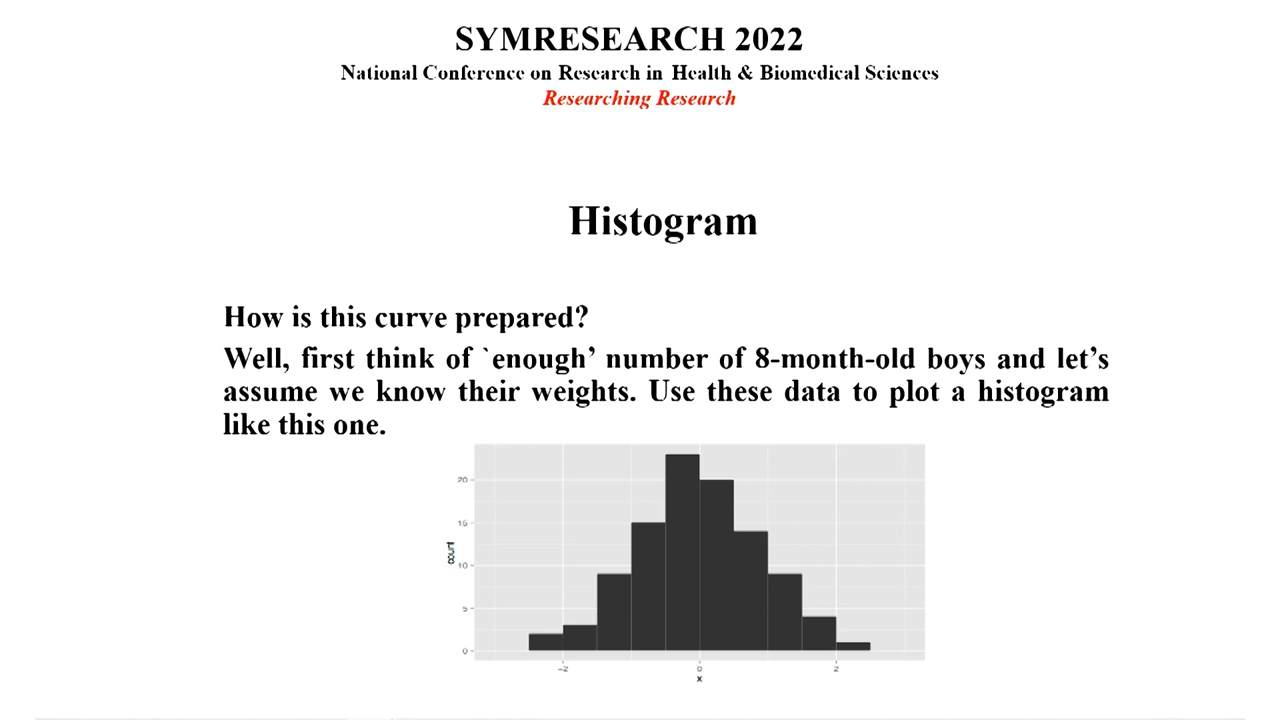 SYMRESEARCH 2022
National Conference on Research in Health & Biomedical Sciences
Researching Research
Histogram
How is this curve prepared?
Well, first think of `enough’ number of 8-month-old boys and let’s
assume we know their weights. Use these data to plot a histogram
like this one.
20
15
10
5
0
count
-2 0 2
x